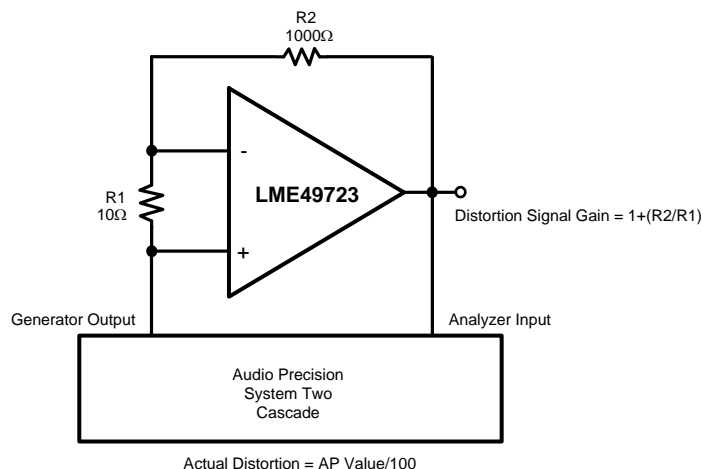 R2
1000Ω
-
LME49723
R1
10Ω
+
Distortion Signal Gain = 1+(R2/R1)
Generator Output
Analyzer Input
Audio Precision
System Two
Cascade
Actual Distortion = AP Value/100